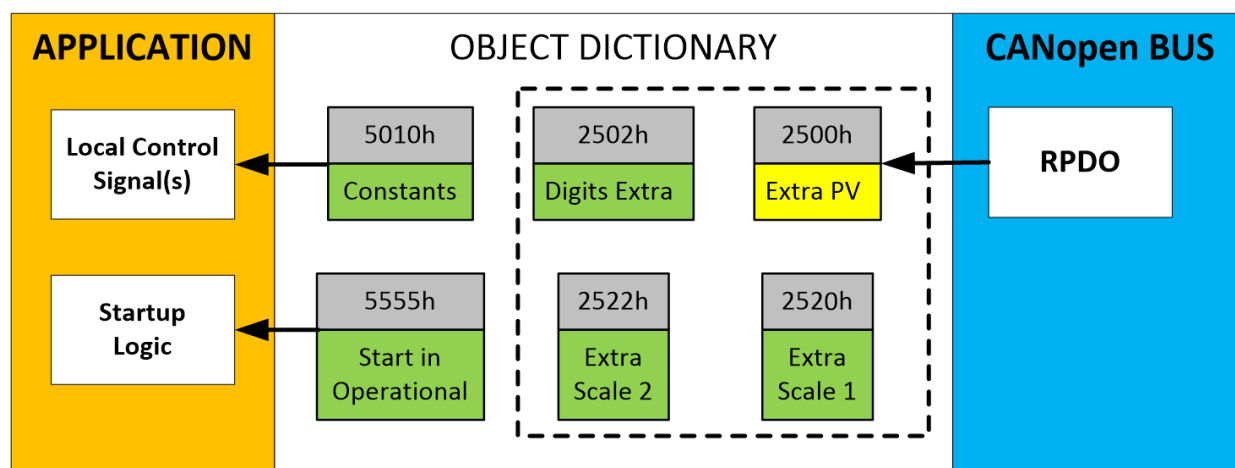 APPLICATION
OBJECT DICTIONARY
CANopen BUS
Local Control
Signal(s)
5010h
Constants
2502h
Digits Extra
2500h
Extra PV
RPDO
Startup
Logic
5555h
Start in
Operational
2522h
Extra
Scale 2
2520h
Extra
Scale 1